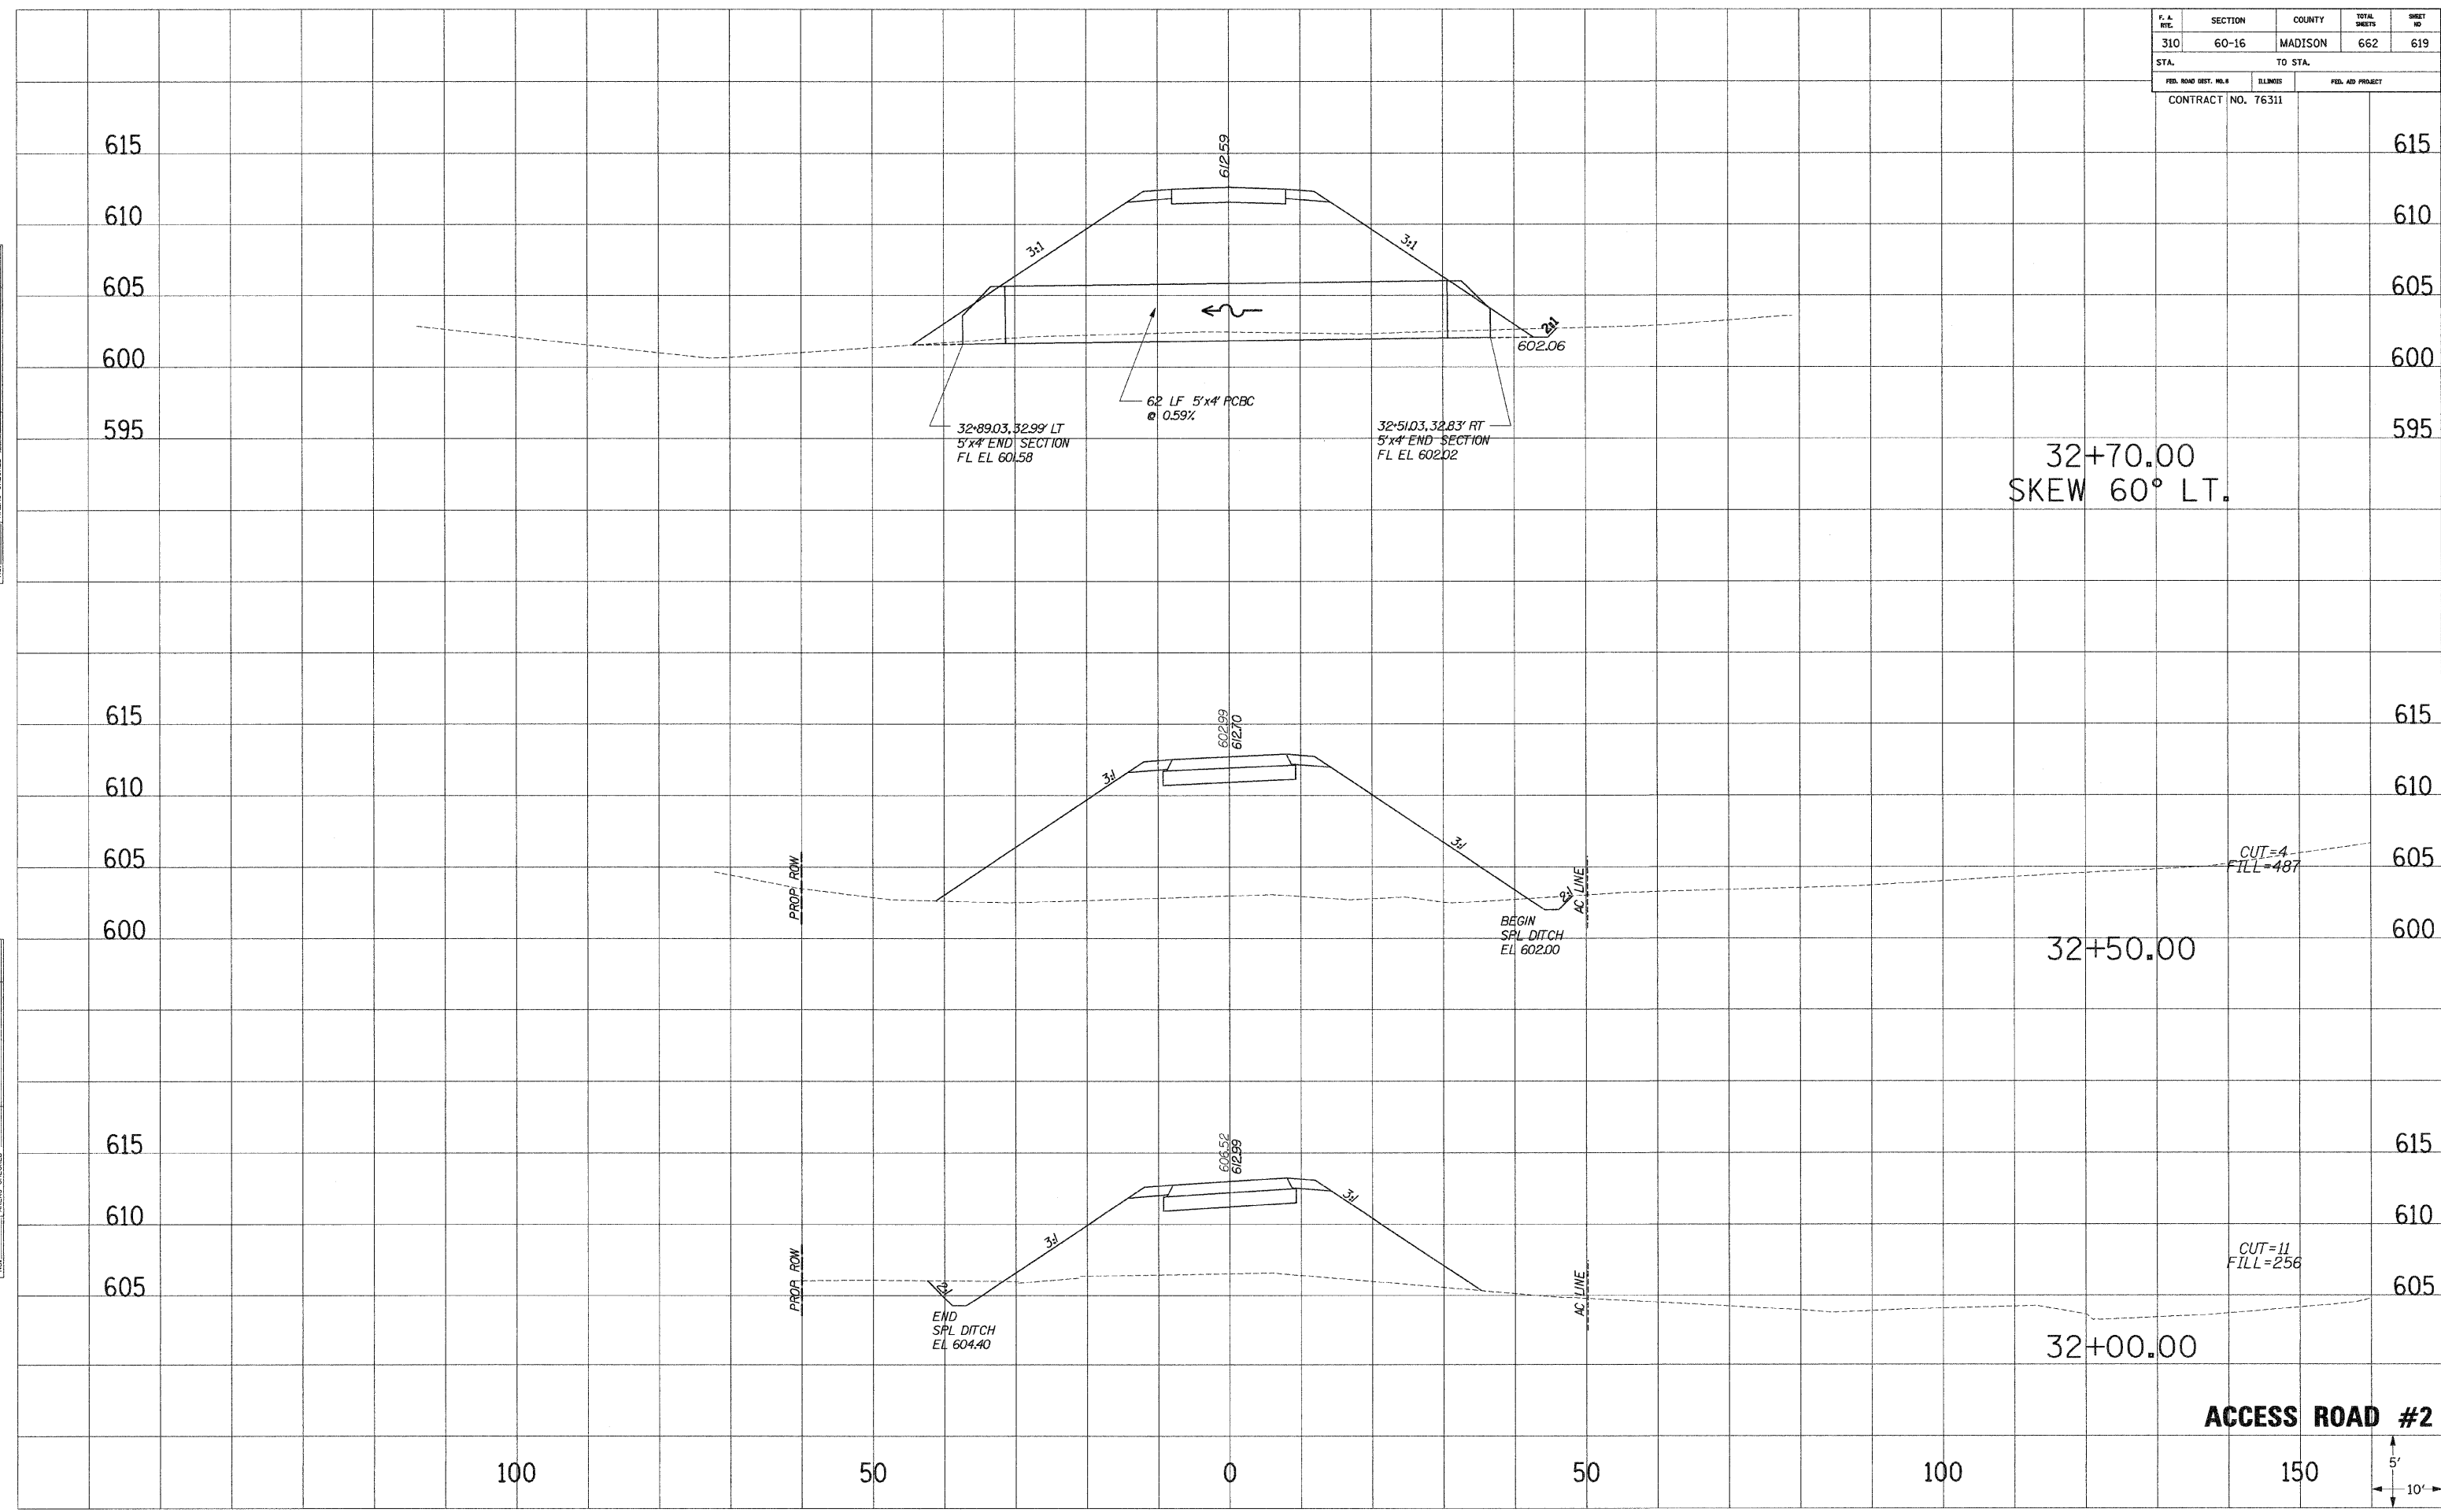 F. A. RTE. SECTION COUNTY TOTAL SHEETS SHEET NO
310 60-16 MADISON 662 619
STA. TO STA.
FED. ROAD DIST. NO. 8 ILLINOIS FED. AID PROJECT
CONTRACT NO. 76311
612.59
615 615
610 610
3:1 3:1
605 605
2:1
602.06
600 600
62 LF 5'x4' PCBC
@ 0.59%
32+89.03, 32.99' LT
5'x4' END SECTION
FL EL 601.58
32+51.03, 32.83' RT
5'x4' END SECTION
FL EL 602.02
595 595
32+70.00
SKEW 60° LT.
602.99
612.70
615 615
3:1
610 610
3:1
PROP. ROW
605 605
CUT=4
FILL=487
2:1
AC LINE
BEGIN
SPL DITCH
EL 602.00
600 600
32+50.00
606.52
612.99
615 615
3:1
610 610
3:1
PROP. ROW
CUT=11
FILL=256
605 605
2:1
AC LINE
END
SPL DITCH
EL 604.40
32+00.00
ACCESS ROAD #2
100 50 0 50 100 150
5'
10'